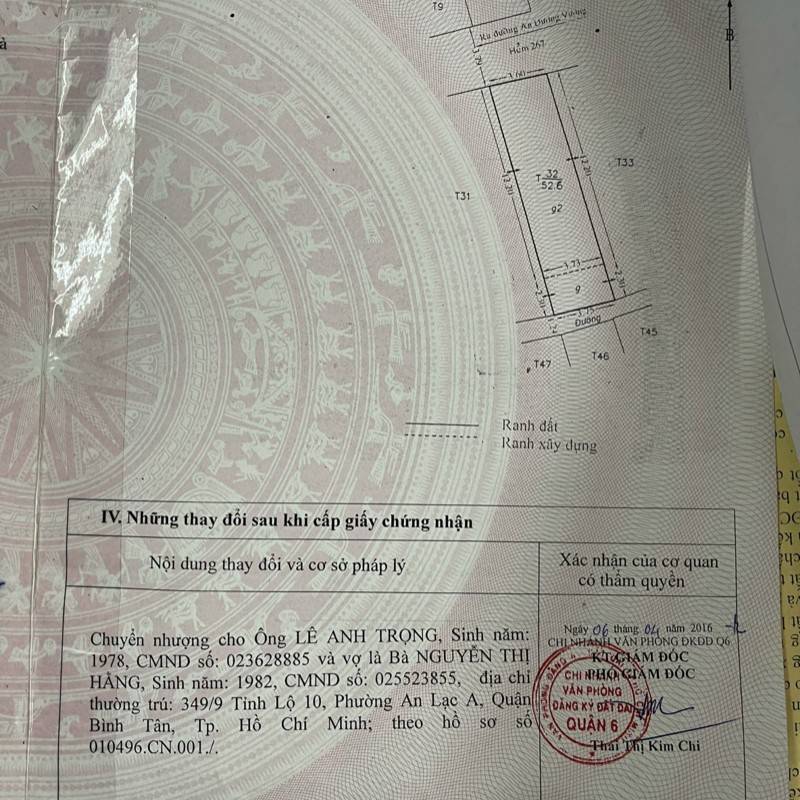 T9
Ra đường An Dương Vương
Hẻm 267
B
3.79
3.60
12.20
12.20
T31
T 32
52.6
g2
T33
3.73
g
2.30
2.30
3.75
Đường
T47
T46
T45
Ranh đất
Ranh xây dựng
IV. Những thay đổi sau khi cấp giấy chứng nhận
Nội dung thay đổi và cơ sở pháp lý
Xác nhận của cơ quan
có thẩm quyền
Chuyển nhượng cho Ông LÊ ANH TRỌNG, Sinh năm:
1978, CMND số: 023628885 và vợ là Bà NGUYỄN THỊ
HẰNG, Sinh năm: 1982, CMND số: 025523855, địa chỉ
thường trú: 349/9 Tỉnh Lộ 10, Phường An Lạc A, Quận
Bình Tân, Tp. Hồ Chí Minh; theo hồ sơ số
010496.CN.001./.
Ngày 06 tháng 04 năm 2016
CHI NHÁNH VĂN PHÒNG ĐKĐĐ Q6
KT.GIÁM ĐỐC
PHÓ GIÁM ĐỐC
CHI NHÁNH
VĂN PHÒNG
ĐĂNG KÝ ĐẤT ĐAI
QUẬN 6
Thái Thị Kim Chi